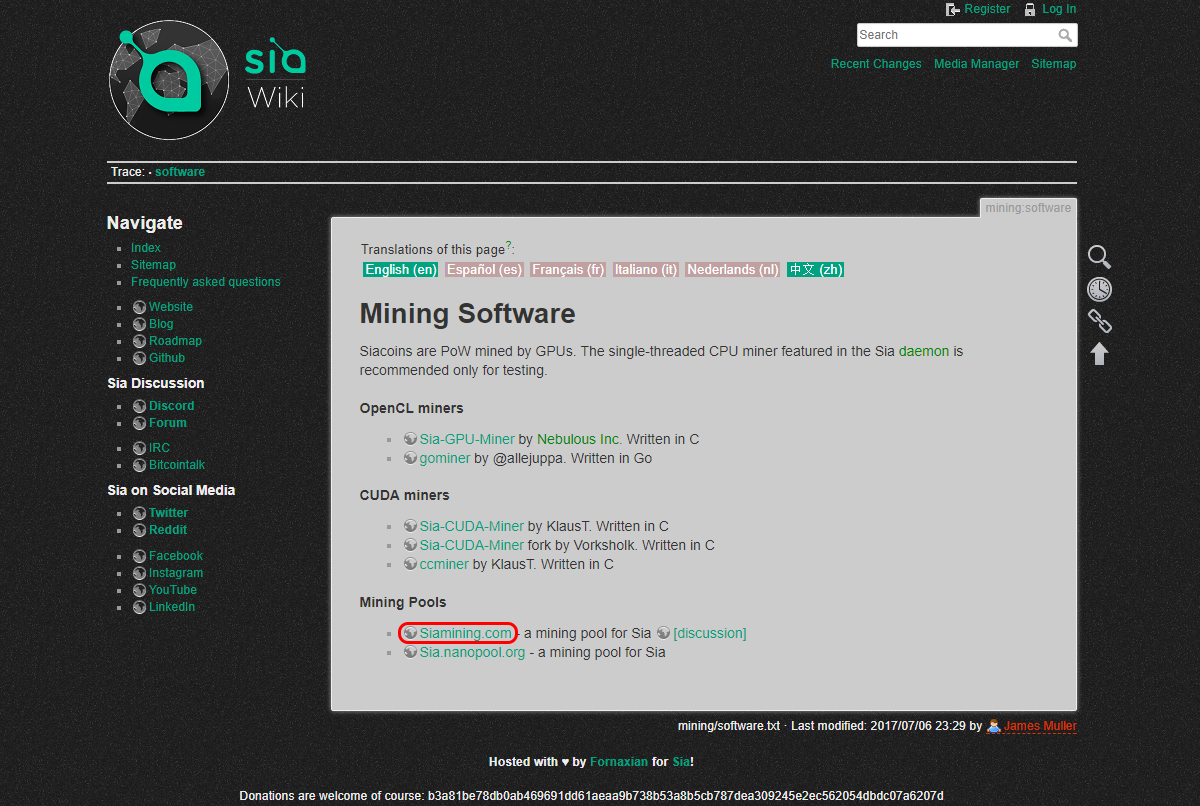 Register Log In
Search
Recent Changes Media Manager Sitemap
sia
Wiki
Trace: • software
mining:software
Navigate
Index
Sitemap
Frequently asked questions
Website
Blog
Roadmap
Github
Sia Discussion
Discord
Forum
IRC
Bitcointalk
Sia on Social Media
Twitter
Reddit
Facebook
Instagram
YouTube
LinkedIn
Translations of this page?:
English (en) Español (es) Français (fr) Italiano (it) Nederlands (nl) 中文 (zh)
Mining Software
Siacoins are PoW mined by GPUs. The single-threaded CPU miner featured in the Sia daemon is
recommended only for testing.
OpenCL miners
Sia-GPU-Miner by Nebulous Inc. Written in C
gominer by @allejuppa. Written in Go
CUDA miners
Sia-CUDA-Miner by KlausT. Written in C
Sia-CUDA-Miner fork by Vorksholk. Written in C
ccminer by KlausT. Written in C
Mining Pools
Siamining.com - a mining pool for Sia [discussion]
Sia.nanopool.org - a mining pool for Sia
mining/software.txt · Last modified: 2017/07/06 23:29 by James Muller
Hosted with ♥ by Fornaxian for Sia!
Donations are welcome of course: b3a81be78db0ab469691dd61aeaa9b738b53a8b5cb787dea309245e2ec562054dbdc07a6207d